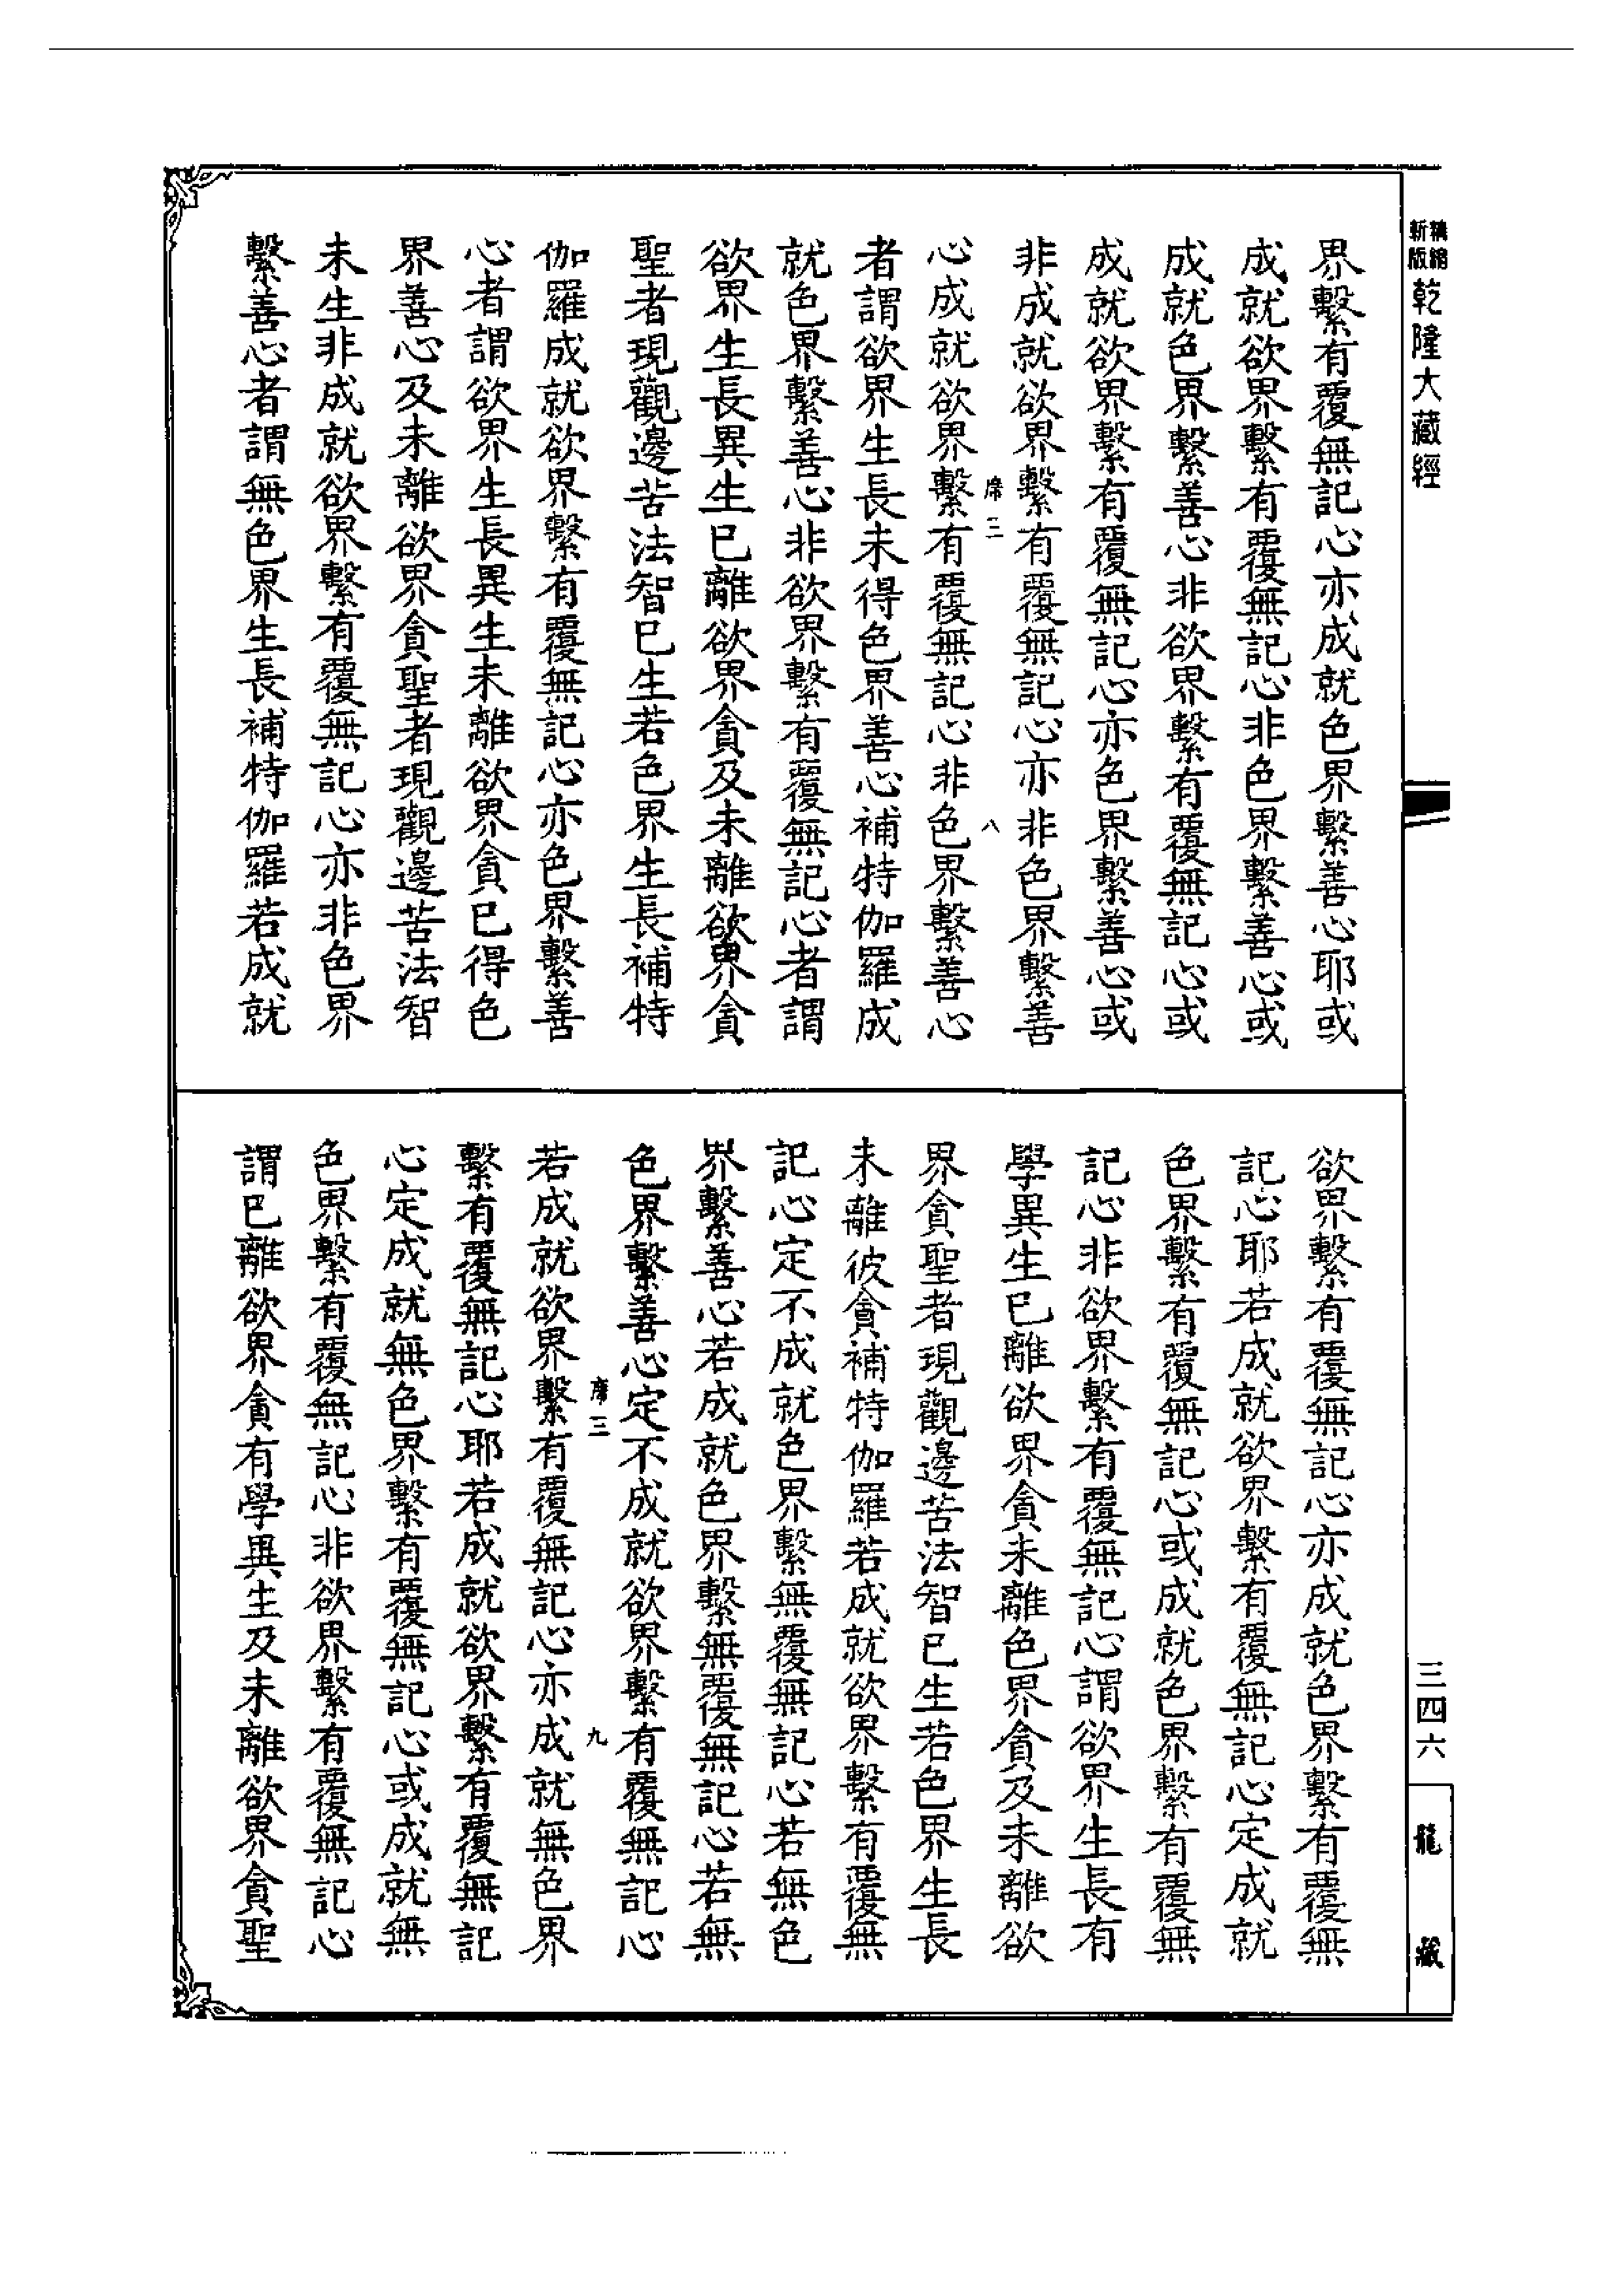 新版精縮乾隆大藏經
界繫有覆無記心亦成就色界繫善心耶或
成就欲界繫有覆無記心非色界繫善心或
成就色界繫善心非欲界繫有覆無記心或
成就欲界繫有覆無記心亦色界繫善心或
非成就欲界繫有覆無記心亦非色界繫善
席三
八
心成就欲界繫有覆無記心非色界繫善心
者謂欲界生長未得色界善心補特伽羅成
就色界繫善心非欲界繫有覆無記心者謂
欲界生長異生已離欲界貪及未離欲界貪
聖者現觀邊苦法智已生若色界生長補特
伽羅成就欲界繫有覆無記心亦色界繫善
心者謂欲界生長異生未離欲界貪已得色
界善心及未離欲界貪聖者現觀邊苦法智
未生非成就欲界繫有覆無記心亦非色界
繫善心者謂無色界生長補特伽羅若成就
欲界繫有覆無記心亦成就色界繫有覆無
記心耶若成就欲界繫有覆無記心定成就
色界繫有覆無記心或成就色界繫有覆無
記心非欲界繫有覆無記心謂欲界生長有
學異生已離欲界貪未離色界貪及未離欲
界貪聖者現觀邊苦法智已生若色界生長
未離彼貪補特伽羅若成就欲界繫有覆無
記心定不成就色界繫無覆無記心若無色
界繫善心若成就色界繫無覆無記心若無
色界繫善心定不成就欲界繫有覆無記心
席三
九
若成就欲界繫有覆無記心亦成就無色界
繫有覆無記心耶若成就欲界繫有覆無記
心定成就無色界繫有覆無記心或成就無
色界繫有覆無記心非欲界繫有覆無記心
謂已離欲界貪有學異生及未離欲界貪聖
三四六
龍藏